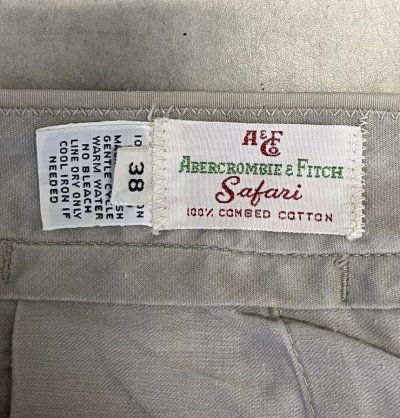 A&F
Co
ABERCROMBIE & FITCH
Safari
100% COMBED COTTON
38
GENTLE CYCLE
WARM WATER
NO BLEACH
LINE DRY ONLY
COOL IRON IF
NEEDED